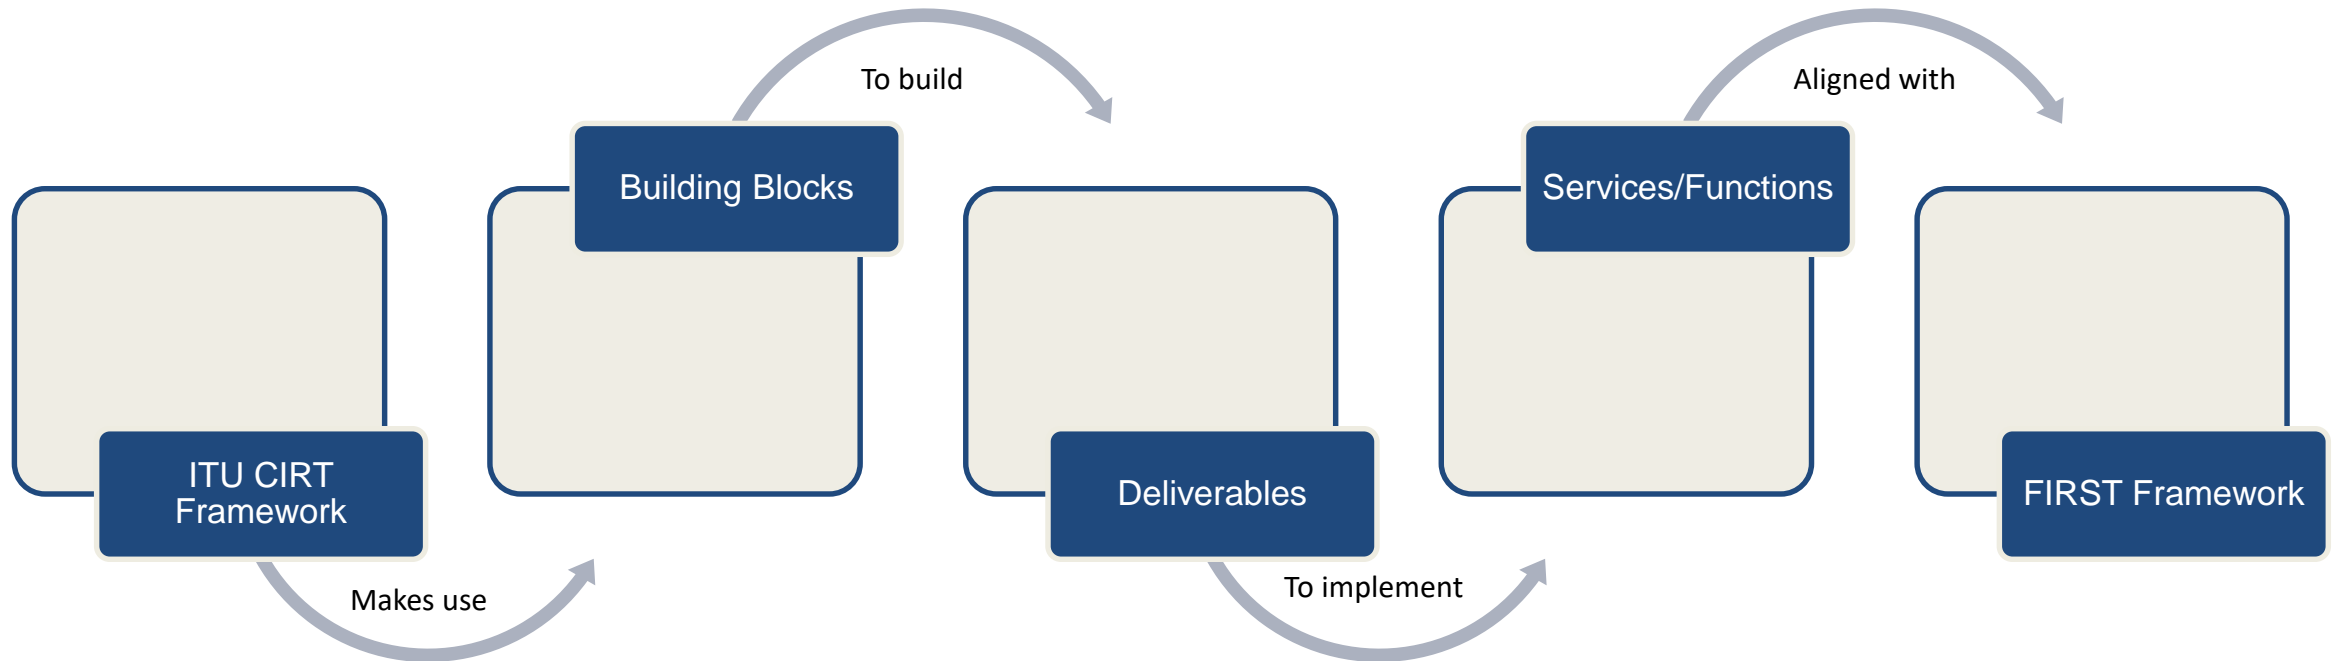 ITU CIRT
Framework
Makes use
Building Blocks
To build
Deliverables
To implement
Services/Functions
Aligned with
FIRST Framework